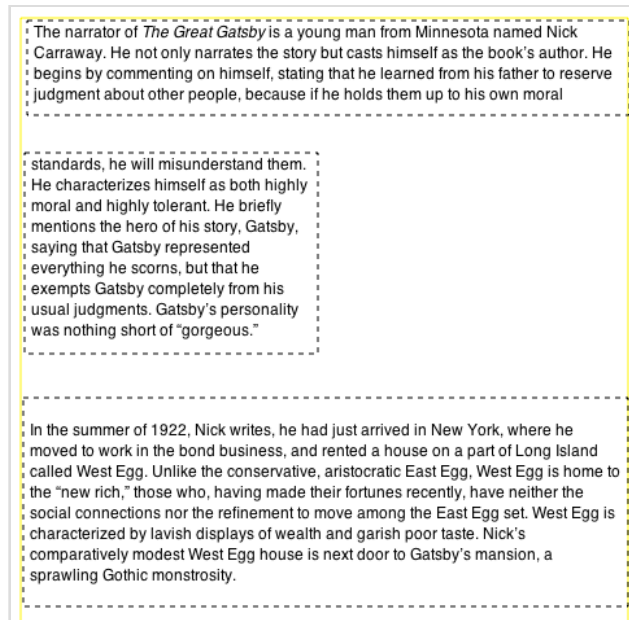 The narrator of The Great Gatsby is a young man from Minnesota named Nick
Carraway. He not only narrates the story but casts himself as the book’s author. He
begins by commenting on himself, stating that he learned from his father to reserve
judgment about other people, because if he holds them up to his own moral
standards, he will misunderstand them.
He characterizes himself as both highly
moral and highly tolerant. He briefly
mentions the hero of his story, Gatsby,
saying that Gatsby represented
everything he scorns, but that he
exempts Gatsby completely from his
usual judgments. Gatsby’s personality
was nothing short of “gorgeous.”
In the summer of 1922, Nick writes, he had just arrived in New York, where he
moved to work in the bond business, and rented a house on a part of Long Island
called West Egg. Unlike the conservative, aristocratic East Egg, West Egg is home to
the “new rich,” those who, having made their fortunes recently, have neither the
social connections nor the refinement to move among the East Egg set. West Egg is
characterized by lavish displays of wealth and garish poor taste. Nick’s
comparatively modest West Egg house is next door to Gatsby’s mansion, a
sprawling Gothic monstrosity.